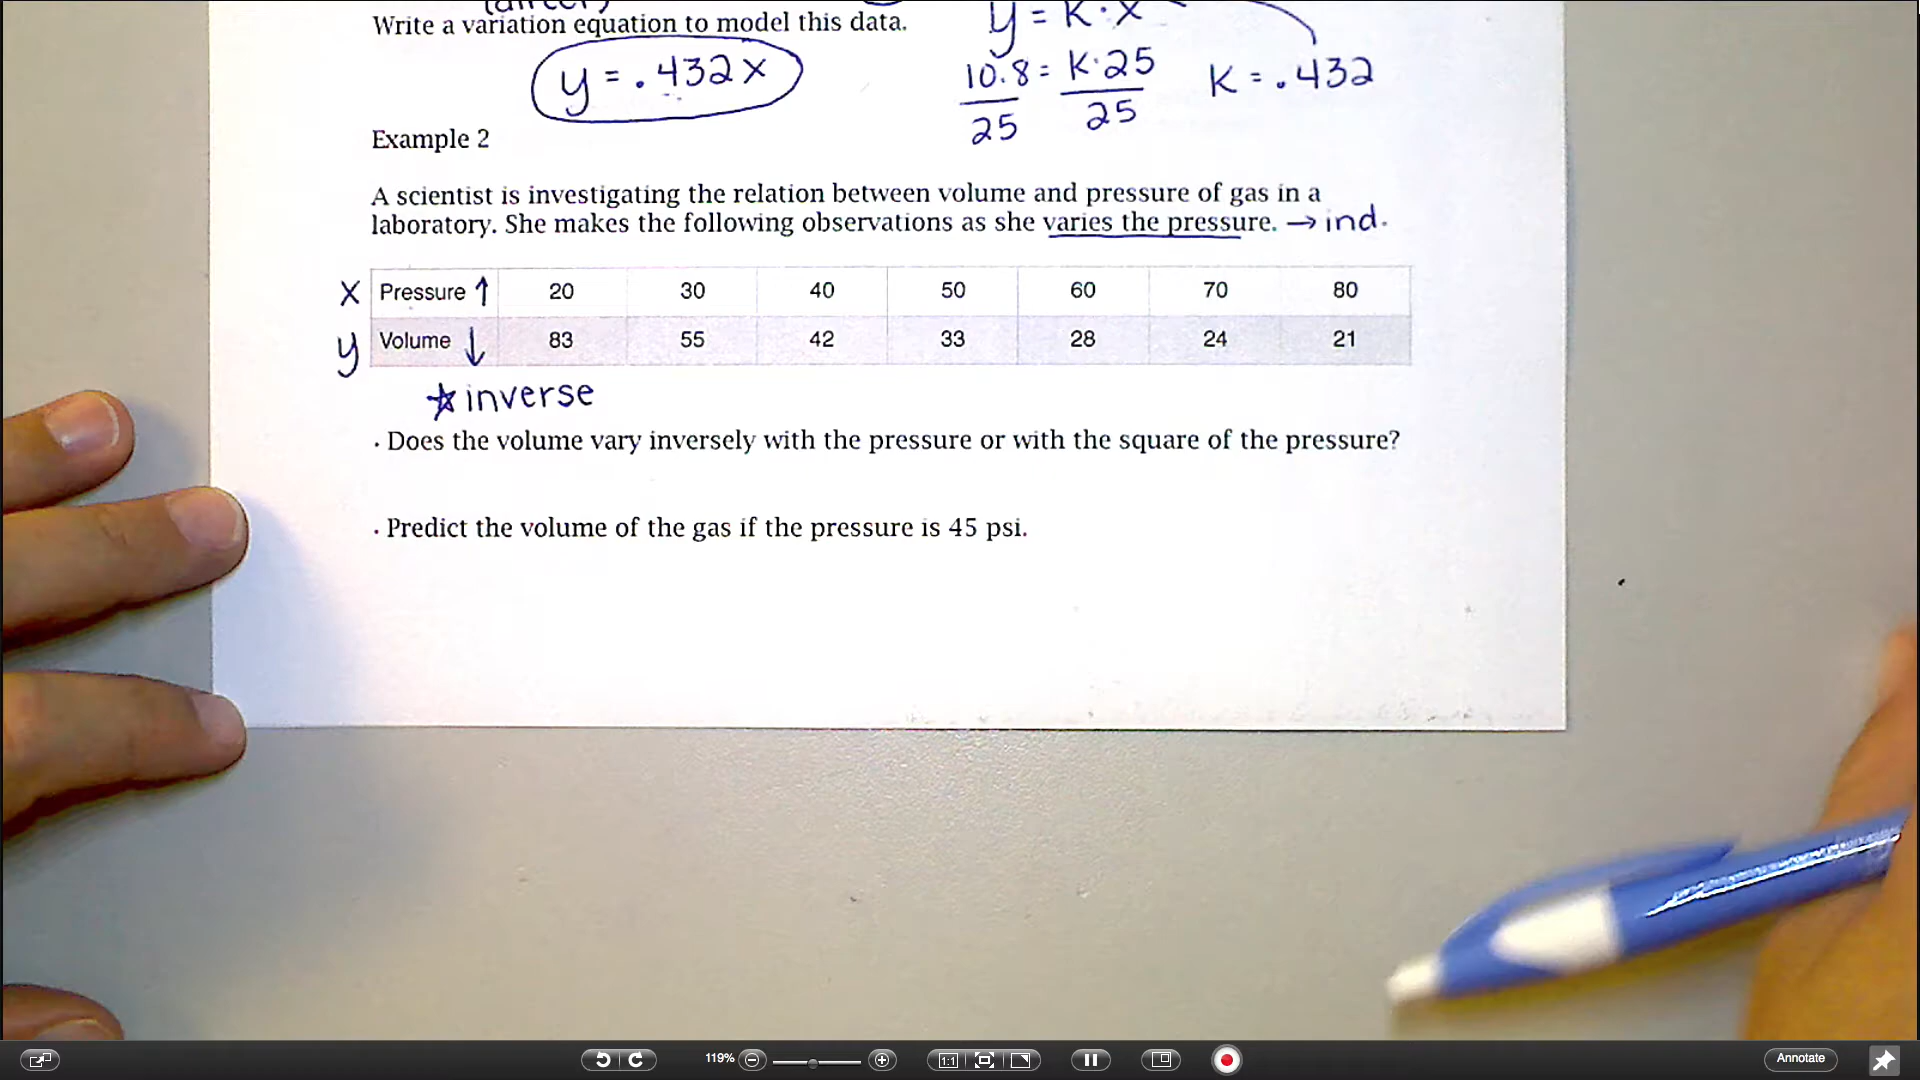 (direct)
Write a variation equation to model this data.
y = k · x
y = .432x
10.8 = k · 25
25 25
k = .432
Example 2
A scientist is investigating the relation between volume and pressure of gas in a
laboratory. She makes the following observations as she varies the pressure. → ind.
x Pressure ↑ 20 30 40 50 60 70 80
y Volume ↓ 83 55 42 33 28 24 21
☆ inverse
· Does the volume vary inversely with the pressure or with the square of the pressure?
· Predict the volume of the gas if the pressure is 45 psi.
119%
1:1
Annotate